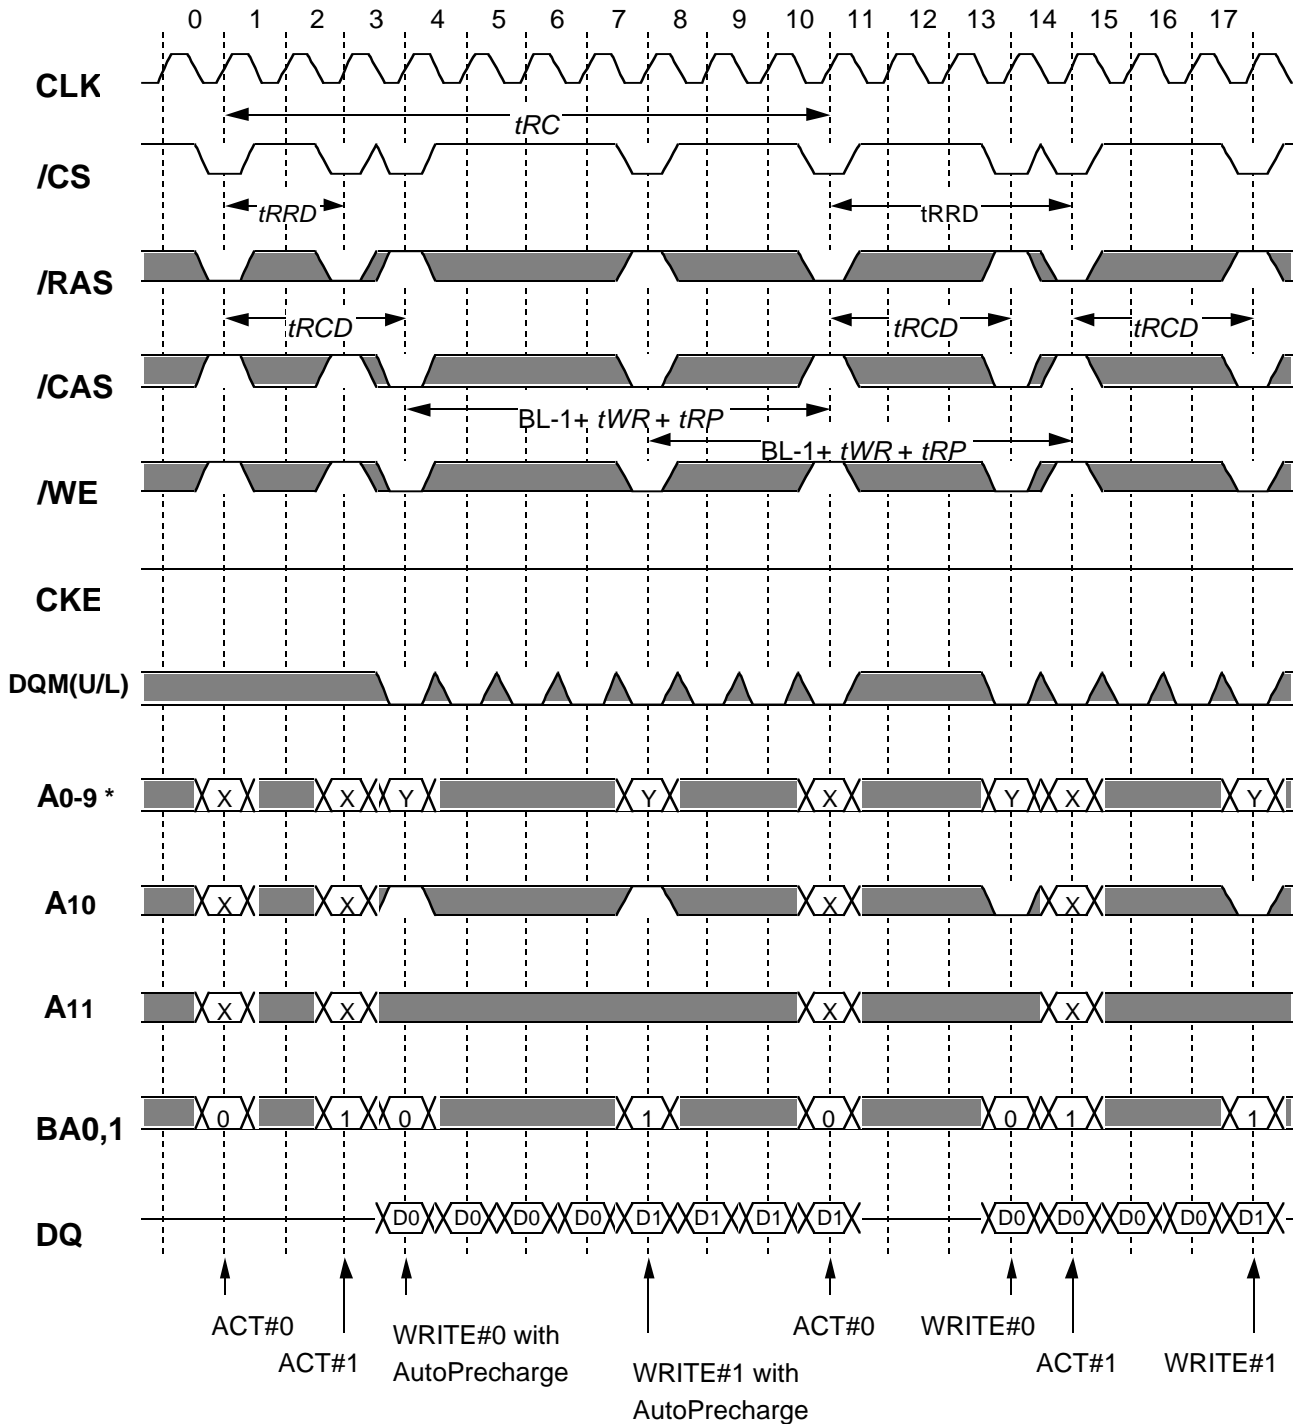 0 1 2 3 4 5 6 7 8 9 10 11 12 13 14 15 16 17
CLK
tRC
/CS
tRRD tRRD
/RAS
tRCD tRCD tRCD
/CAS
BL-1+ tWR + tRP
BL-1+ tWR + tRP
/WE
CKE
DQM(U/L)
A0-9 * X X Y Y X Y X Y
A10 X X X X
A11 X X X X
BA0,1 0 1 0 1 0 0 1 1
DQ D0 D0 D0 D0 D1 D1 D1 D1 D0 D0 D0 D0 D1
ACT#0
ACT#1
WRITE#0 with
AutoPrecharge
WRITE#1 with
AutoPrecharge
ACT#0
WRITE#0
ACT#1
WRITE#1